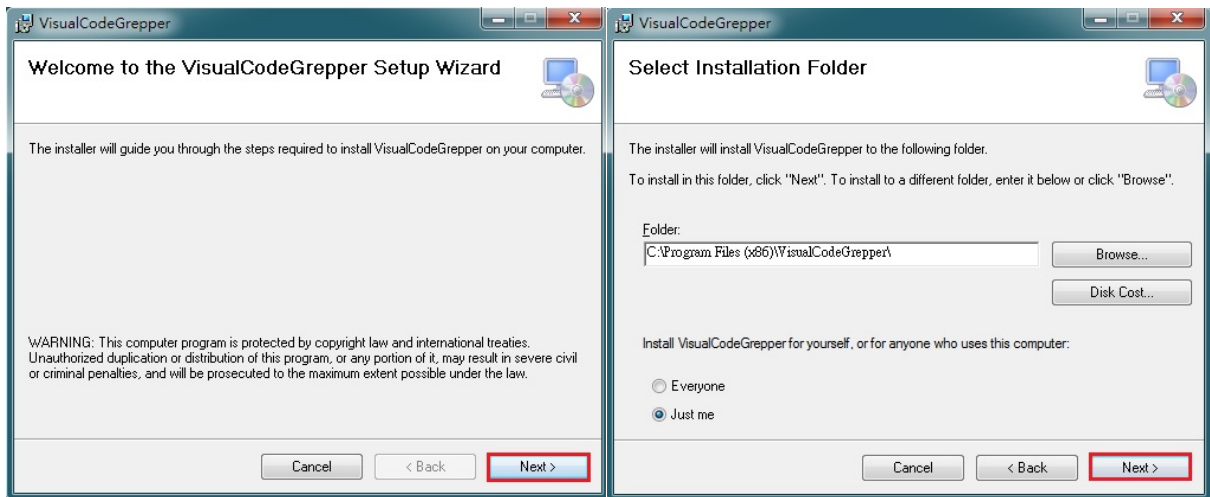 VisualCodeGrepper
Welcome to the VisualCodeGrepper Setup Wizard
The installer will guide you through the steps required to install VisualCodeGrepper on your computer.
WARNING: This computer program is protected by copyright law and international treaties.
Unauthorized duplication or distribution of this program, or any portion of it, may result in severe civil
or criminal penalties, and will be prosecuted to the maximum extent possible under the law.
Cancel
< Back
Next >
VisualCodeGrepper
Select Installation Folder
The installer will install VisualCodeGrepper to the following folder.
To install in this folder, click "Next". To install to a different folder, enter it below or click "Browse".
Folder:
C:\Program Files (x86)\VisualCodeGrepper\
Browse...
Disk Cost...
Install VisualCodeGrepper for yourself, or for anyone who uses this computer:
Everyone
Just me
Cancel
< Back
Next >